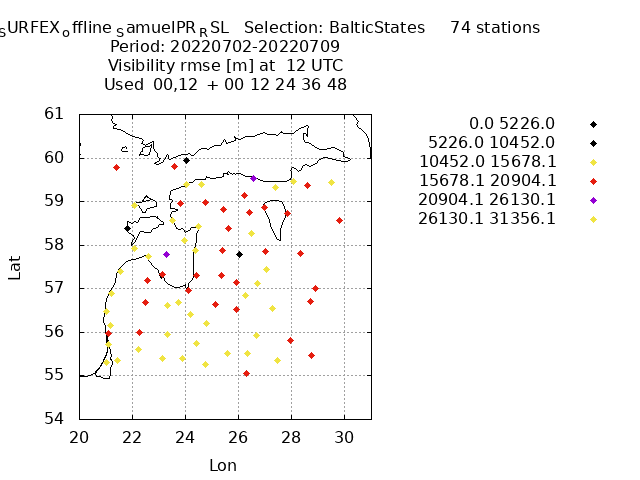 SURFEX_offline_SamuelPR_RSL   Selection: BalticStates     74 stations
Period: 20220702-20220709
Visibility rmse [m] at  12 UTC
Used  00,12  + 00 12 24 36 48
0.0 5226.0
5226.0 10452.0
10452.0 15678.1
15678.1 20904.1
20904.1 26130.1
26130.1 31356.1
61
60
59
58
57
56
55
54
Lat
20 22 24 26 28 30
Lon